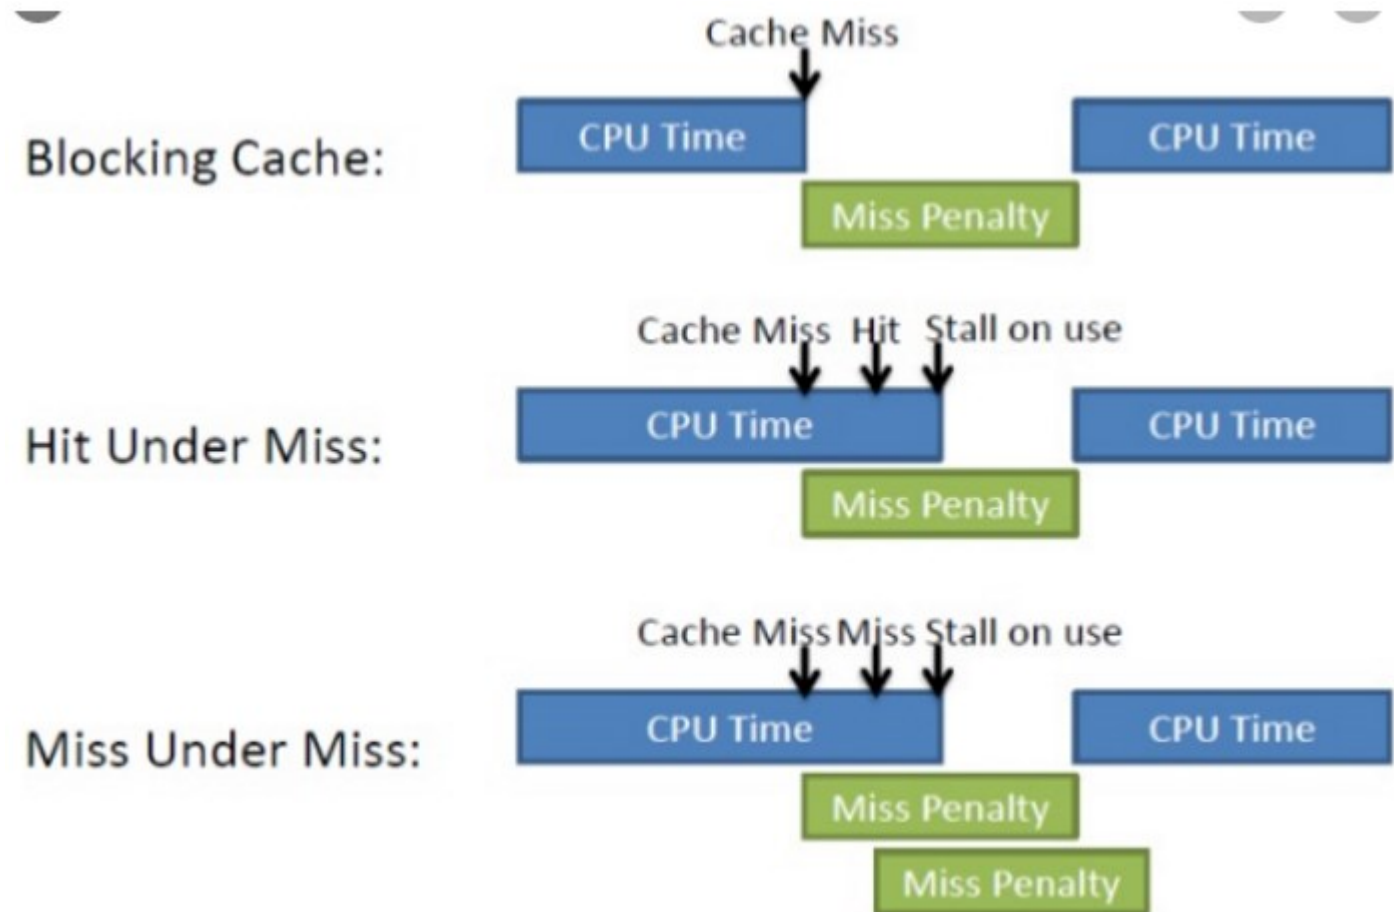 Cache Miss
Blocking Cache:
CPU Time
CPU Time
Miss Penalty
Cache Miss Hit Stall on use
Hit Under Miss:
CPU Time
CPU Time
Miss Penalty
Cache Miss Miss Stall on use
Miss Under Miss:
CPU Time
CPU Time
Miss Penalty
Miss Penalty